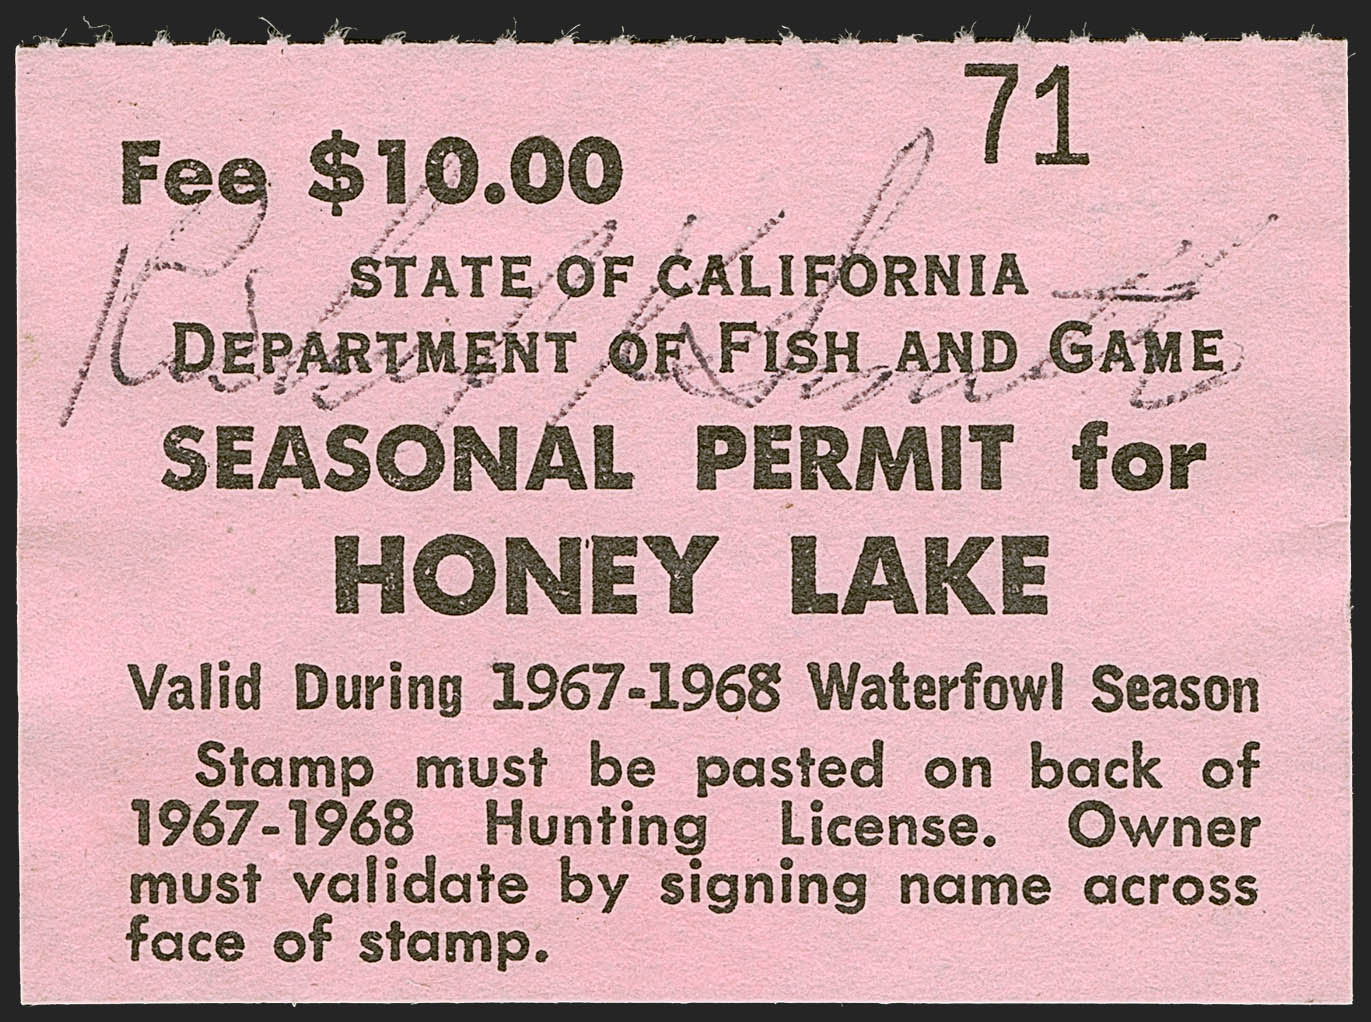 71
Fee $10.00
STATE OF CALIFORNIA
DEPARTMENT OF FISH AND GAME
SEASONAL PERMIT for
HONEY LAKE
Valid During 1967-1968 Waterfowl Season
Stamp must be pasted on back of
1967-1968 Hunting License. Owner
must validate by signing name across
face of stamp.